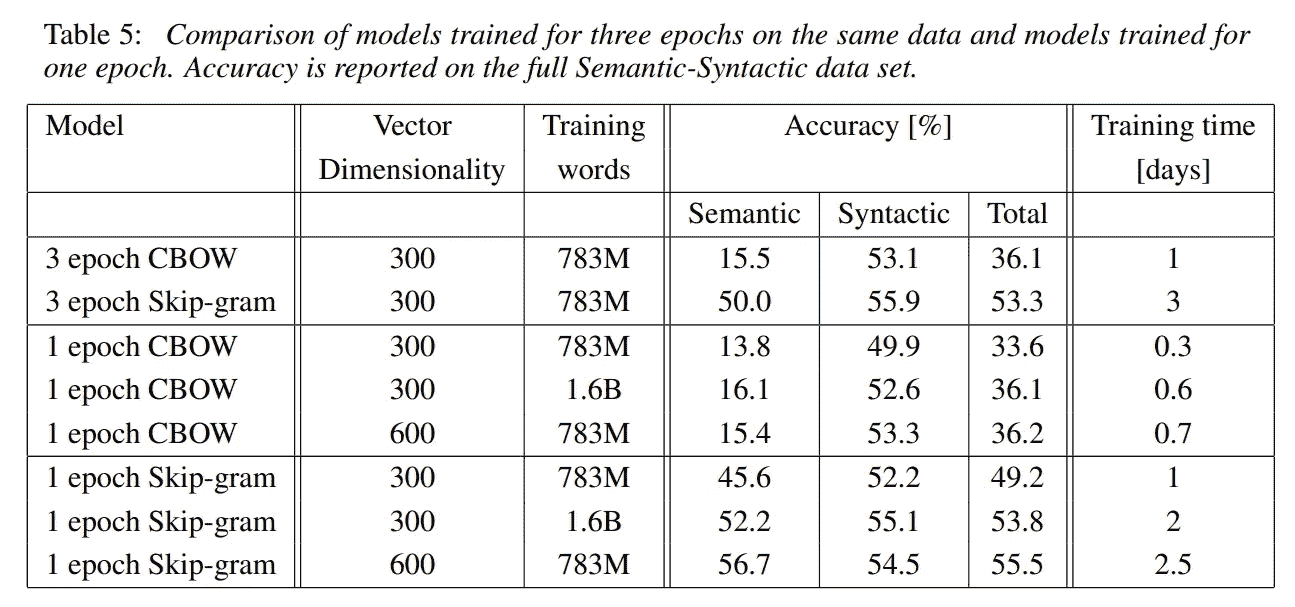 Table 5: Comparison of models trained for three epochs on the same data and models trained for
one epoch. Accuracy is reported on the full Semantic-Syntactic data set.
Model Vector Training Accuracy [%] Training time
Dimensionality words [days]
Semantic Syntactic Total
3 epoch CBOW 300 783M 15.5 53.1 36.1 1
3 epoch Skip-gram 300 783M 50.0 55.9 53.3 3
1 epoch CBOW 300 783M 13.8 49.9 33.6 0.3
1 epoch CBOW 300 1.6B 16.1 52.6 36.1 0.6
1 epoch CBOW 600 783M 15.4 53.3 36.2 0.7
1 epoch Skip-gram 300 783M 45.6 52.2 49.2 1
1 epoch Skip-gram 300 1.6B 52.2 55.1 53.8 2
1 epoch Skip-gram 600 783M 56.7 54.5 55.5 2.5